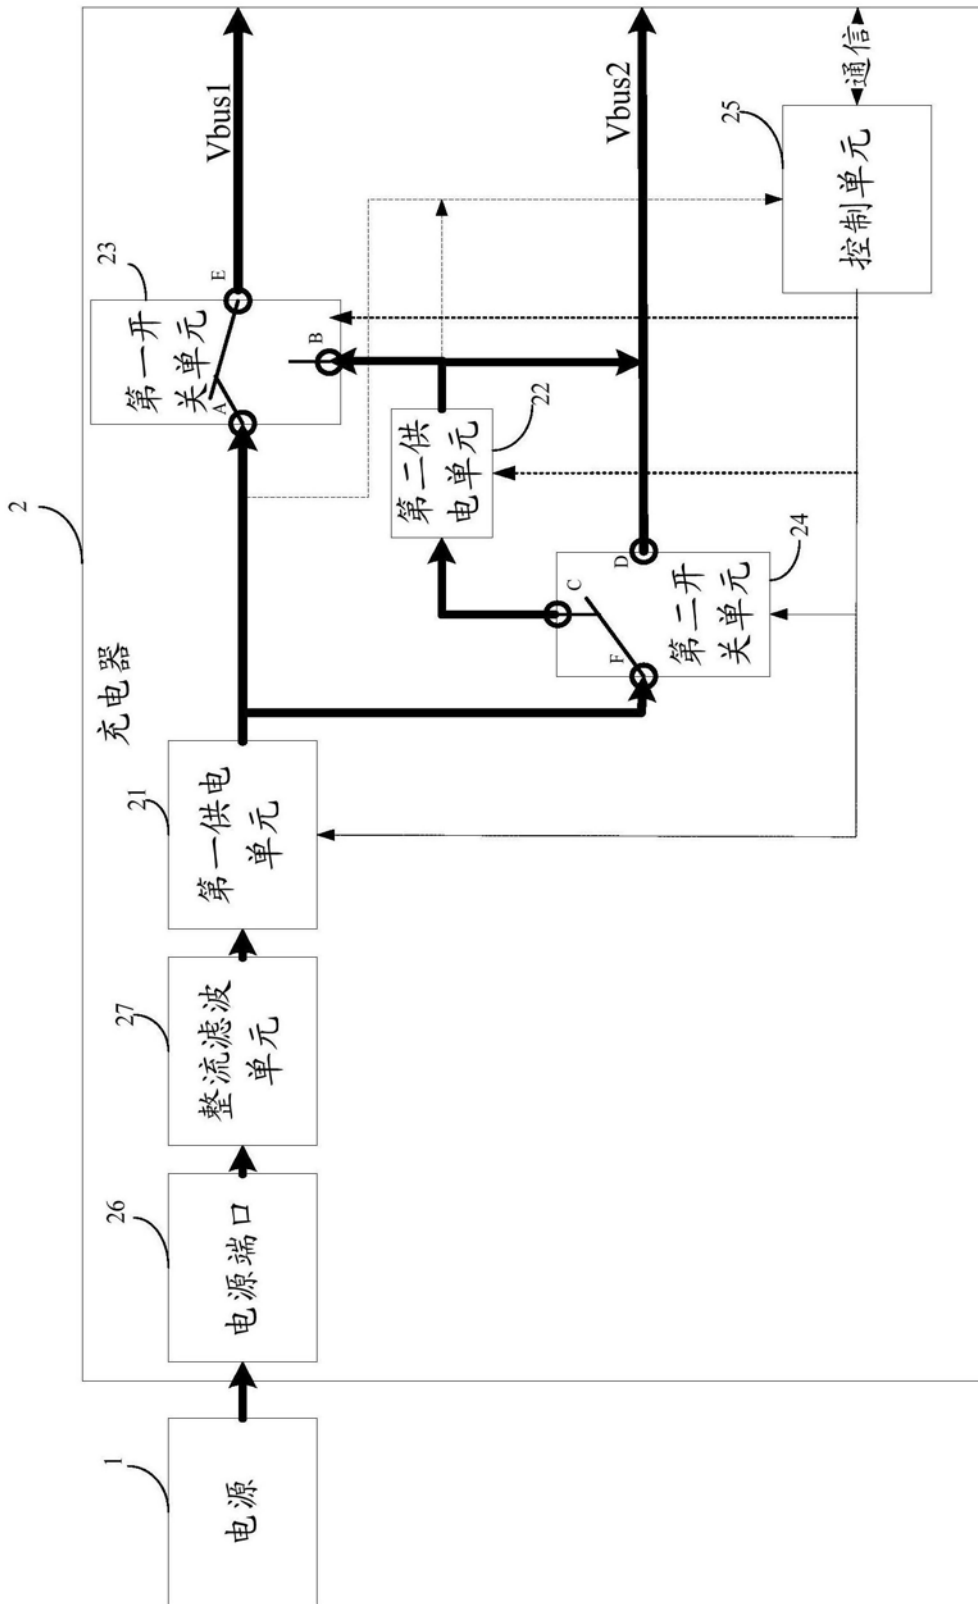 2
充电器
1
电源
26
电源端口
27
整流滤波
单元
21
第一供电
单元
23
第一开
关单元
A
B
E
Vbus1
22
第二供
电单元
24
第二开
关单元
F
C
D
Vbus2
25
控制单元
通信